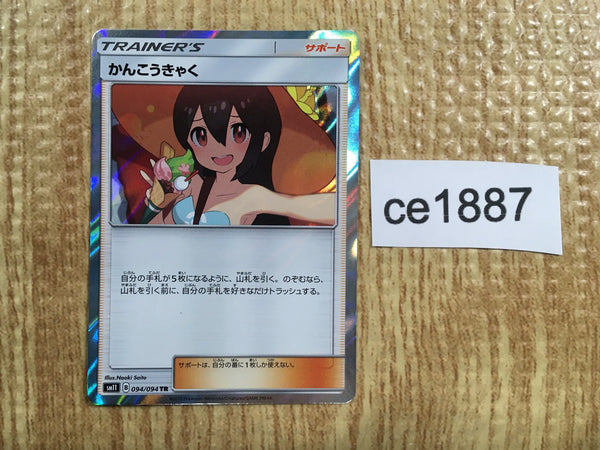 TRAINER'S サポート
かんこうきゃく
自分の手札が5枚になるように、山札を引く。のぞむなら、
山札を引く前に、自分の手札を好きなだけトラッシュする。
サポートは、自分の番に1枚しか使えない。
Illus.Naoki Saito
SM11 B 094/094 TR
ce1887